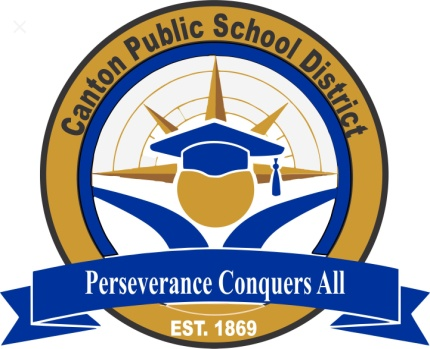 Canton Public School District
Perseverance Conquers All
EST. 1869